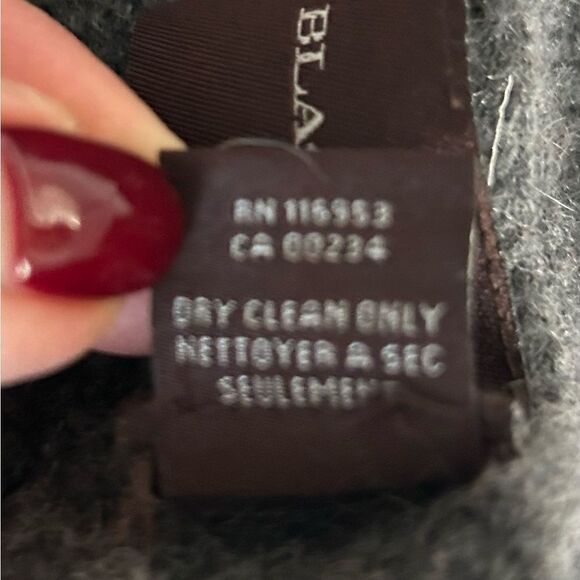 BLA
RN 116953
CA 00234
DRY CLEAN ONLY
NETTOYER A SEC
SEULEMENT